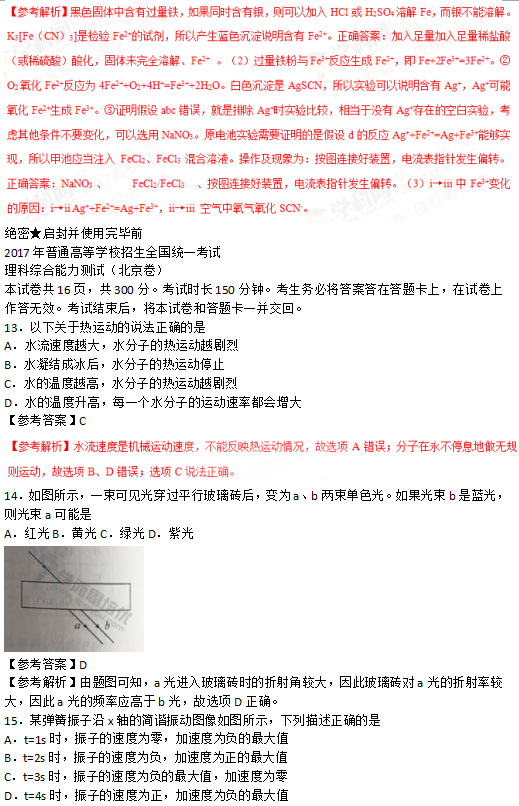 【参考解析】黑色固体中含有过量铁，如果同时含有银，则可以加入 HCl 或 H₂SO₄ 溶解 Fe，而银不能溶解。
K₃[Fe（CN）₃]是检验 Fe²⁺的试剂，所以产生蓝色沉淀说明含有 Fe²⁺。正确答案：加入足量加入足量稀盐酸
（或稀硫酸）酸化，固体未完全溶解、Fe²⁺ 。（2）过量铁粉与 Fe³⁺反应生成 Fe²⁺，即 Fe+2Fe³⁺=3Fe²⁺。②
O₂氧化 Fe²⁺反应为 4Fe²⁺+O₂+4H⁺=Fe³⁺+2H₂O。白色沉淀是 AgSCN，所以实验可以说明含有 Ag⁺，Ag⁺可能
氧化 Fe²⁺生成 Fe³⁺。③证明假设 abc 错误，就是排除 Ag⁺时实验比较，相当于没有 Ag⁺存在的空白实验，考
虑其他条件不要变化，可以选用 NaNO₃。原电池实验需要证明的是假设 d 的反应 Ag⁺+Fe²⁺=Ag+Fe³⁺能够实
现，所以甲池应当注入 FeCl₂、FeCl₃ 混合溶液。操作及现象为：按图连接好装置，电流表指针发生偏转。
正确答案：NaNO₃ 、 FeCl₂/FeCl₃ 、按图连接好装置，电流表指针发生偏转。（3）i→iii 中 Fe³⁺变化
的原因：i→ii Ag⁺+Fe²⁺=Ag+Fe³⁺，ii→iii 空气中氧气氧化 SCN⁻。
绝密★启封并使用完毕前
2017 年普通高等学校招生全国统一考试
理科综合能力测试（北京卷）
本试卷共 16 页，共 300 分。考试时长 150 分钟。考生务必将答案答在答题卡上，在试卷上
作答无效。考试结束后，将本试卷和答题卡一并交回。
13．以下关于热运动的说法正确的是
A．水流速度越大，水分子的热运动越剧烈
B．水凝结成冰后，水分子的热运动停止
C．水的温度越高，水分子的热运动越剧烈
D．水的温度升高，每一个水分子的运动速率都会增大
【参考答案】C
【参考解析】水流速度是机械运动速度，不能反映热运动情况，故选项 A 错误；分子在永不停息地做无规
则运动，故选项 B、D 错误；选项 C 说法正确。
14．如图所示，一束可见光穿过平行玻璃砖后，变为 a、b 两束单色光。如果光束 b 是蓝光，
则光束 a 可能是
A．红光 B．黄光 C．绿光 D．紫光
a b
【参考答案】D
【参考解析】由题图可知，a 光进入玻璃砖时的折射角较大，因此玻璃砖对 a 光的折射率较
大，因此 a 光的频率应高于 b 光，故选项 D 正确。
15．某弹簧振子沿 x 轴的简谐振动图像如图所示，下列描述正确的是
A．t=1s 时，振子的速度为零，加速度为负的最大值
B．t=2s 时，振子的速度为负，加速度为正的最大值
C．t=3s 时，振子的速度为负的最大值，加速度为零
D．t=4s 时，振子的速度为正，加速度为负的最大值